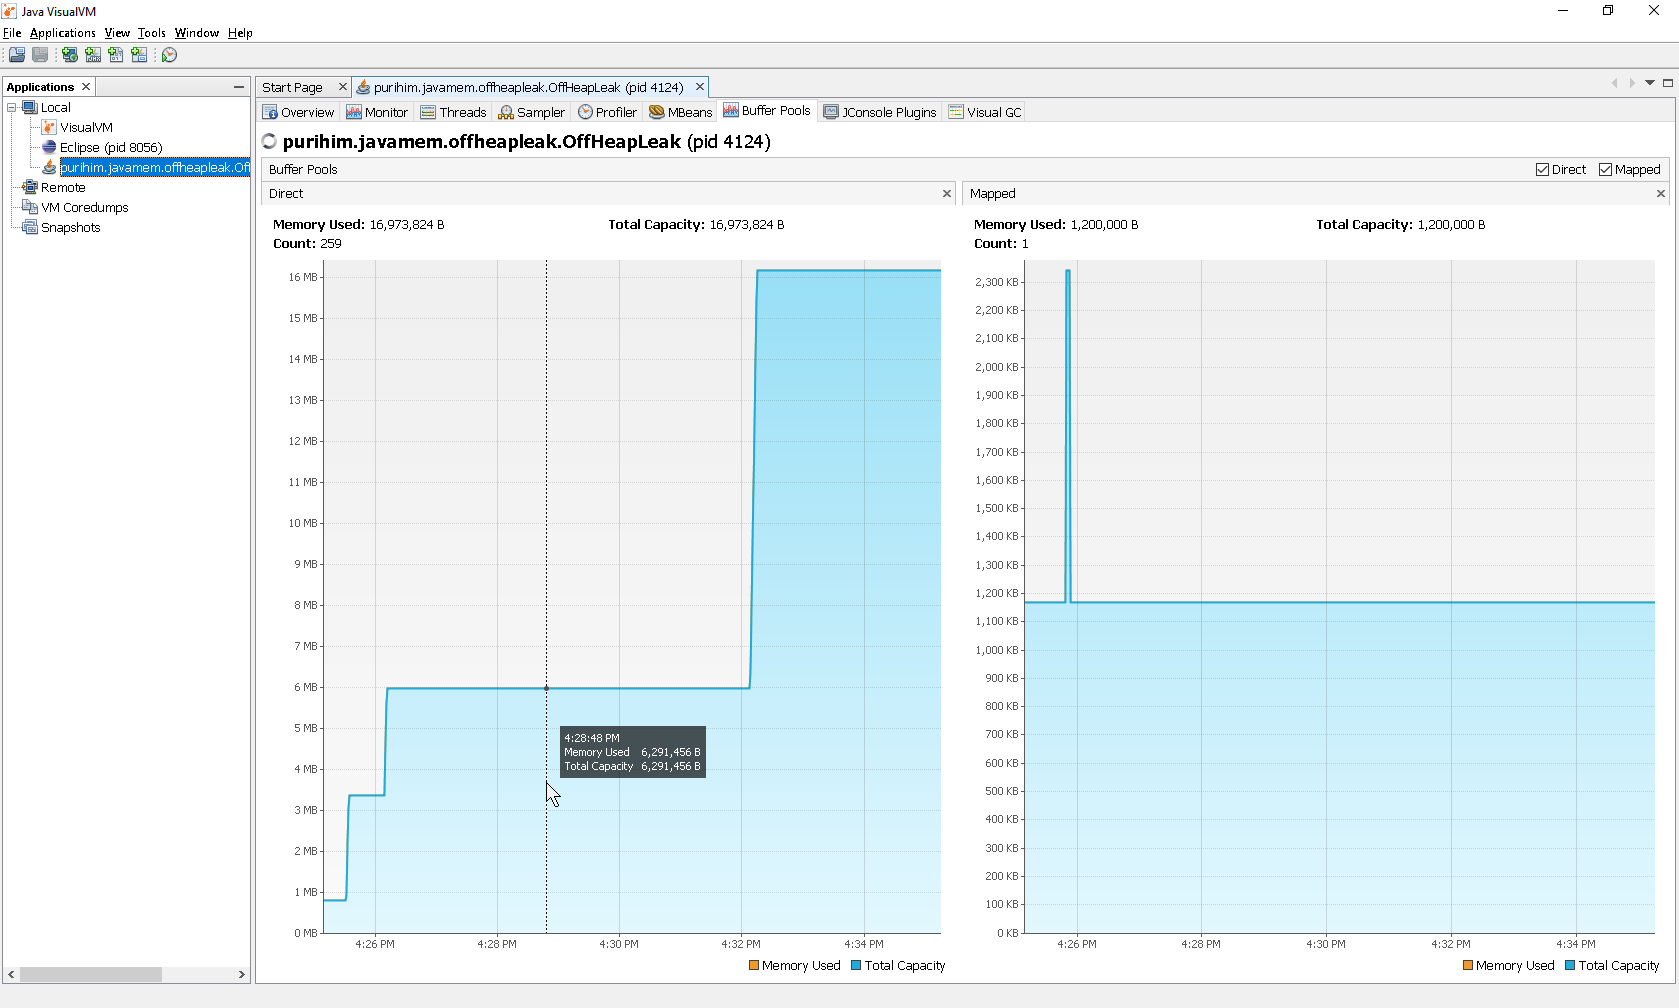 Java VisualVM
File Applications View Tools Window Help
Applications
Local
VisualVM
Eclipse (pid 8056)
purihim.javamem.offheapleak.Off
Remote
VM Coredumps
Snapshots
Start Page
purihim.javamem.offheapleak.OffHeapLeak (pid 4124)
Overview Monitor Threads Sampler Profiler MBeans Buffer Pools JConsole Plugins Visual GC
purihim.javamem.offheapleak.OffHeapLeak (pid 4124)
Buffer Pools Direct Mapped
Direct
Memory Used: 16,973,824 B Total Capacity: 16,973,824 B
Count: 259
16 MB
15 MB
14 MB
13 MB
12 MB
11 MB
10 MB
9 MB
8 MB
7 MB
6 MB
5 MB
4 MB
3 MB
2 MB
1 MB
0 MB
4:28:48 PM
Memory Used 6,291,456 B
Total Capacity 6,291,456 B
4:26 PM 4:28 PM 4:30 PM 4:32 PM 4:34 PM
Memory Used Total Capacity
Mapped
Memory Used: 1,200,000 B Total Capacity: 1,200,000 B
Count: 1
2,300 KB
2,200 KB
2,100 KB
2,000 KB
1,900 KB
1,800 KB
1,700 KB
1,600 KB
1,500 KB
1,400 KB
1,300 KB
1,200 KB
1,100 KB
1,000 KB
900 KB
800 KB
700 KB
600 KB
500 KB
400 KB
300 KB
200 KB
100 KB
0 KB
4:26 PM 4:28 PM 4:30 PM 4:32 PM 4:34 PM
Memory Used Total Capacity